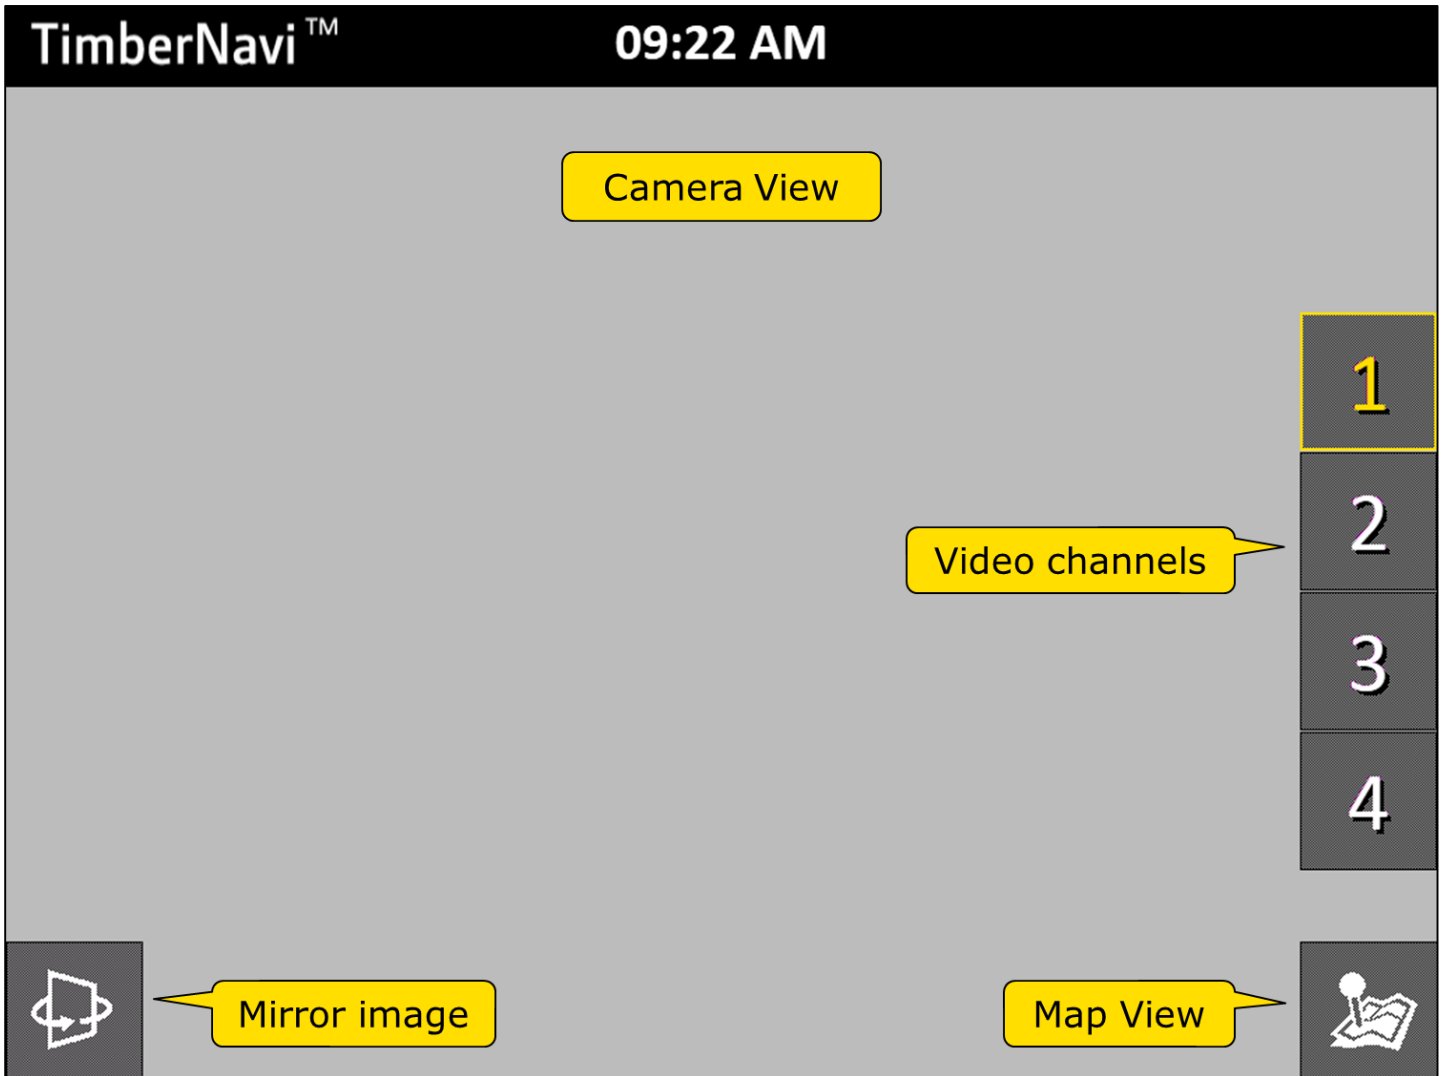 TimberNavi™
09:22 AM
Camera View
1
2
Video channels
3
4
Mirror image
Map View